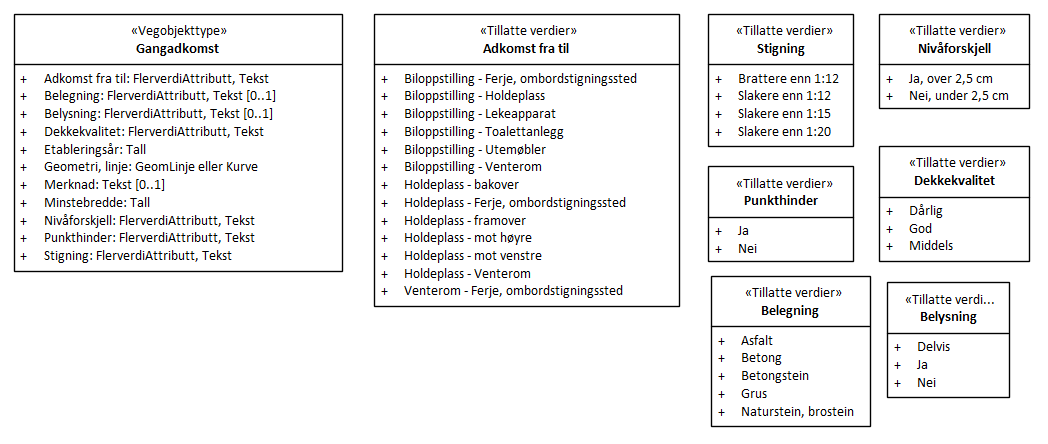 «Vegobjekttype»
Gangadkomst
+ Adkomst fra til: FlerverdiAttributt, Tekst
+ Belegning: FlerverdiAttributt, Tekst [0..1]
+ Belysning: FlerverdiAttributt, Tekst [0..1]
+ Dekkekvalitet: FlerverdiAttributt, Tekst
+ Etableringsår: Tall
+ Geometri, linje: GeomLinje eller Kurve
+ Merknad: Tekst [0..1]
+ Minstebredde: Tall
+ Nivåforskjell: FlerverdiAttributt, Tekst
+ Punkthinder: FlerverdiAttributt, Tekst
+ Stigning: FlerverdiAttributt, Tekst
«Tillatte verdier»
Adkomst fra til
+ Biloppstilling - Ferje, ombordstigningssted
+ Biloppstilling - Holdeplass
+ Biloppstilling - Lekeapparat
+ Biloppstilling - Toalettanlegg
+ Biloppstilling - Utemøbler
+ Biloppstilling - Venterom
+ Holdeplass - bakover
+ Holdeplass - Ferje, ombordstigningssted
+ Holdeplass - framover
+ Holdeplass - mot høyre
+ Holdeplass - mot venstre
+ Holdeplass - Venterom
+ Venterom - Ferje, ombordstigningssted
«Tillatte verdier»
Stigning
+ Brattere enn 1:12
+ Slakere enn 1:12
+ Slakere enn 1:15
+ Slakere enn 1:20
«Tillatte verdier»
Nivåforskjell
+ Ja, over 2,5 cm
+ Nei, under 2,5 cm
«Tillatte verdier»
Punkthinder
+ Ja
+ Nei
«Tillatte verdier»
Dekkekvalitet
+ Dårlig
+ God
+ Middels
«Tillatte verdier»
Belegning
+ Asfalt
+ Betong
+ Betongstein
+ Grus
+ Naturstein, brostein
«Tillatte verdi...
Belysning
+ Delvis
+ Ja
+ Nei